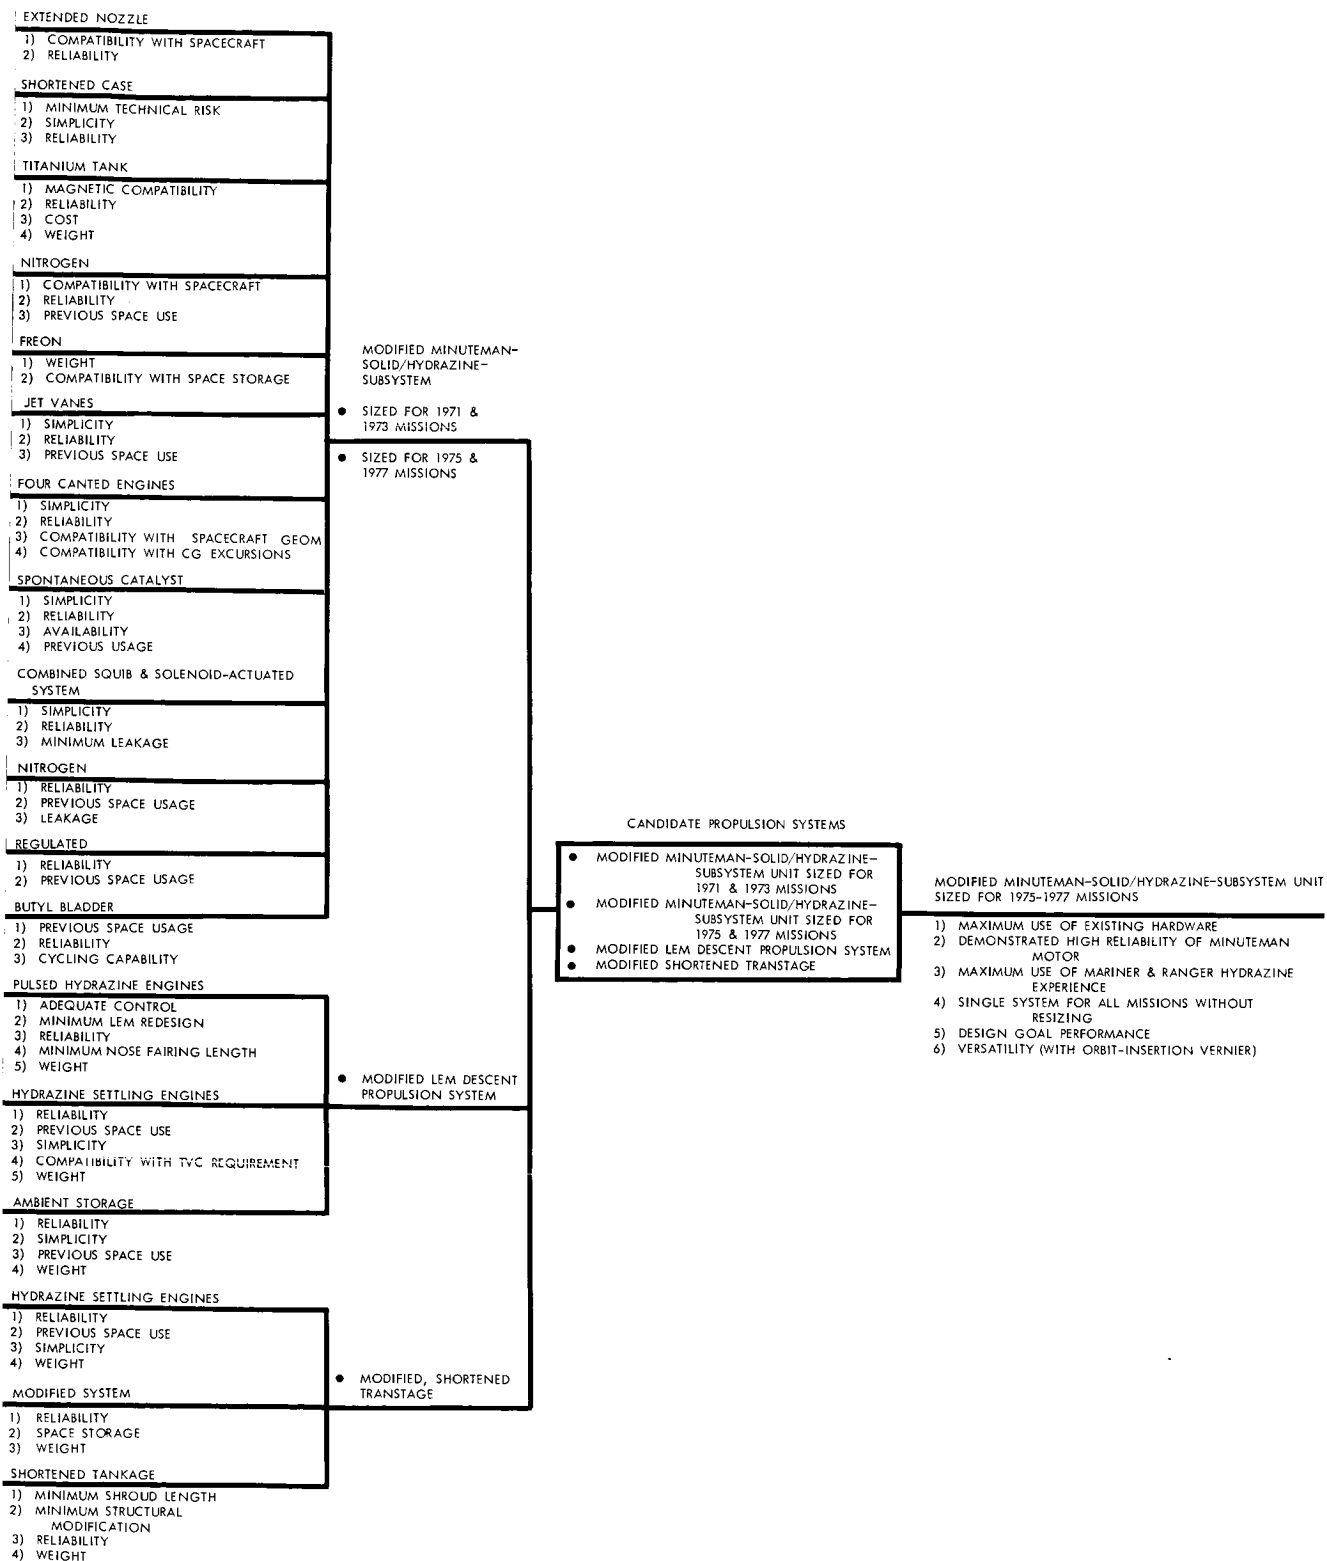 EXTENDED NOZZLE
1) COMPATIBILITY WITH SPACECRAFT
2) RELIABILITY
SHORTENED CASE
1) MINIMUM TECHNICAL RISK
2) SIMPLICITY
3) RELIABILITY
TITANIUM TANK
1) MAGNETIC COMPATIBILITY
2) RELIABILITY
3) COST
4) WEIGHT
NITROGEN
1) COMPATIBILITY WITH SPACECRAFT
2) RELIABILITY
3) PREVIOUS SPACE USE
FREON
1) WEIGHT
2) COMPATIBILITY WITH SPACE STORAGE
JET VANES
1) SIMPLICITY
2) RELIABILITY
3) PREVIOUS SPACE USE
FOUR CANTED ENGINES
1) SIMPLICITY
2) RELIABILITY
3) COMPATIBILITY WITH SPACECRAFT GEOM
4) COMPATIBILITY WITH CG EXCURSIONS
SPONTANEOUS CATALYST
1) SIMPLICITY
2) RELIABILITY
3) AVAILABILITY
4) PREVIOUS USAGE
COMBINED SQUIB & SOLENOID-ACTUATED
SYSTEM
1) SIMPLICITY
2) RELIABILITY
3) MINIMUM LEAKAGE
NITROGEN
1) RELIABILITY
2) PREVIOUS SPACE USAGE
3) LEAKAGE
REGULATED
1) RELIABILITY
2) PREVIOUS SPACE USAGE
BUTYL BLADDER
1) PREVIOUS SPACE USAGE
2) RELIABILITY
3) CYCLING CAPABILITY
PULSED HYDRAZINE ENGINES
1) ADEQUATE CONTROL
2) MINIMUM LEM REDESIGN
3) RELIABILITY
4) MINIMUM NOSE FAIRING LENGTH
5) WEIGHT
HYDRAZINE SETTLING ENGINES
1) RELIABILITY
2) PREVIOUS SPACE USE
3) SIMPLICITY
4) COMPATIBILITY WITH TVC REQUIREMENT
5) WEIGHT
AMBIENT STORAGE
1) RELIABILITY
2) SIMPLICITY
3) PREVIOUS SPACE USE
4) WEIGHT
HYDRAZINE SETTLING ENGINES
1) RELIABILITY
2) PREVIOUS SPACE USE
3) SIMPLICITY
4) WEIGHT
MODIFIED SYSTEM
1) RELIABILITY
2) SPACE STORAGE
3) WEIGHT
SHORTENED TANKAGE
1) MINIMUM SHROUD LENGTH
2) MINIMUM STRUCTURAL
MODIFICATION
3) RELIABILITY
4) WEIGHT
MODIFIED MINUTEMAN-
SOLID/HYDRAZINE-
SUBSYSTEM
● SIZED FOR 1971 &
1973 MISSIONS
● SIZED FOR 1975 &
1977 MISSIONS
● MODIFIED LEM DESCENT
PROPULSION SYSTEM
● MODIFIED, SHORTENED
TRANSTAGE
CANDIDATE PROPULSION SYSTEMS
● MODIFIED MINUTEMAN-SOLID/HYDRAZINE-
SUBSYSTEM UNIT SIZED FOR
1971 & 1973 MISSIONS
● MODIFIED MINUTEMAN-SOLID/HYDRAZINE-
SUBSYSTEM UNIT SIZED FOR
1975 & 1977 MISSIONS
● MODIFIED LEM DESCENT PROPULSION SYSTEM
● MODIFIED SHORTENED TRANSTAGE
MODIFIED MINUTEMAN-SOLID/HYDRAZINE-SUBSYSTEM UNIT
SIZED FOR 1975-1977 MISSIONS
1) MAXIMUM USE OF EXISTING HARDWARE
2) DEMONSTRATED HIGH RELIABILITY OF MINUTEMAN
MOTOR
3) MAXIMUM USE OF MARINER & RANGER HYDRAZINE
EXPERIENCE
4) SINGLE SYSTEM FOR ALL MISSIONS WITHOUT
RESIZING
5) DESIGN GOAL PERFORMANCE
6) VERSATILITY (WITH ORBIT-INSERTION VERNIER)